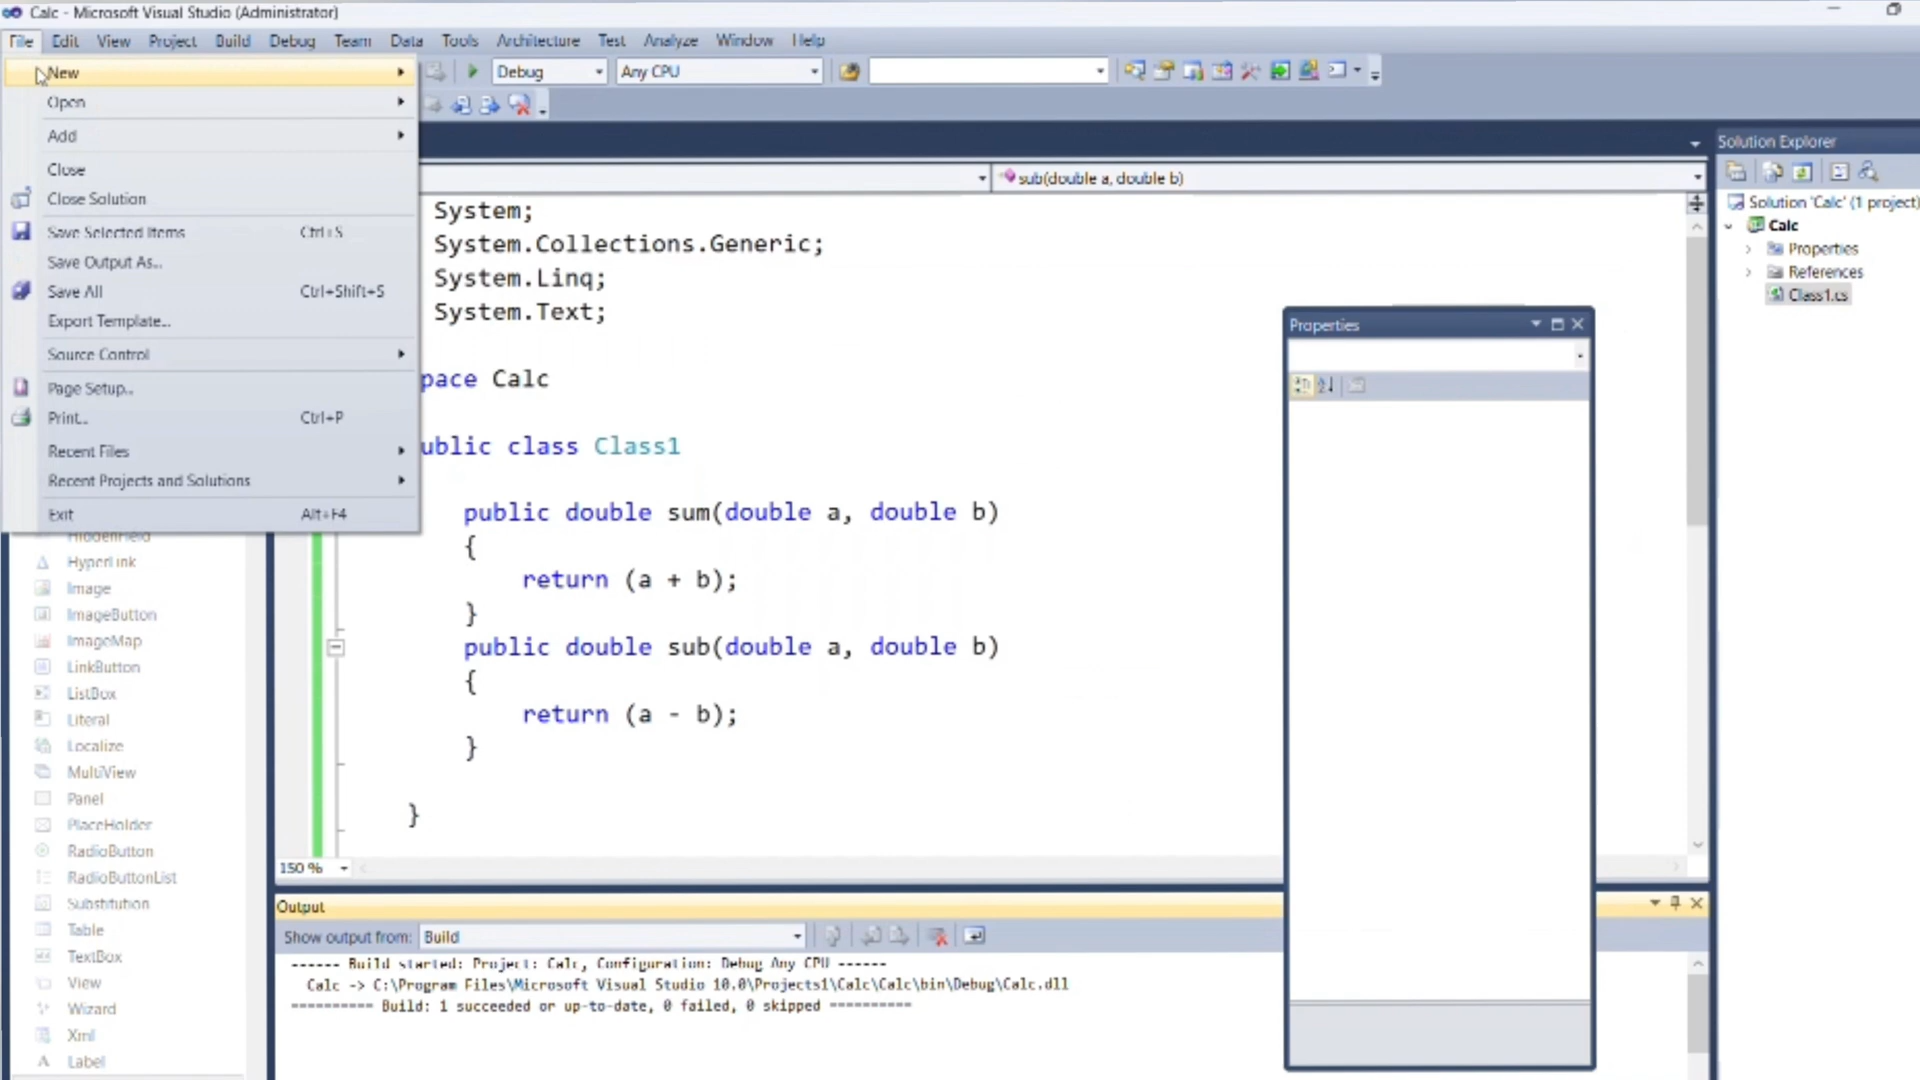 Calc - Microsoft Visual Studio (Administrator)
File Edit View Project Build Debug Team Data Tools Architecture Test Analyze Window Help
New
Open
Add
Close
Close Solution
Save Selected Items Ctrl+S
Save Output As...
Save All Ctrl+Shift+S
Export Template...
Source Control
Page Setup...
Print... Ctrl+P
Recent Files
Recent Projects and Solutions
Exit Alt+F4
Debug Any CPU
sub(double a, double b)
System;
System.Collections.Generic;
System.Linq;
System.Text;
pace Calc
ublic class Class1
public double sum(double a, double b)
{
return (a + b);
}
public double sub(double a, double b)
{
return (a - b);
}
}
150 %
HiddenField
HyperLink
Image
ImageButton
ImageMap
LinkButton
ListBox
Literal
Localize
MultiView
Panel
PlaceHolder
RadioButton
RadioButtonList
Substitution
Table
TextBox
View
Wizard
Xml
A Label
Output
Show output from: Build
------ Build started: Project: Calc, Configuration: Debug Any CPU ------
Calc -> C:\Program Files\Microsoft Visual Studio 10.0\Projects1\Calc\Calc\bin\Debug\Calc.dll
========== Build: 1 succeeded or up-to-date, 0 failed, 0 skipped ==========
Properties
Solution Explorer
Solution 'Calc' (1 project)
Calc
Properties
References
Class1.cs